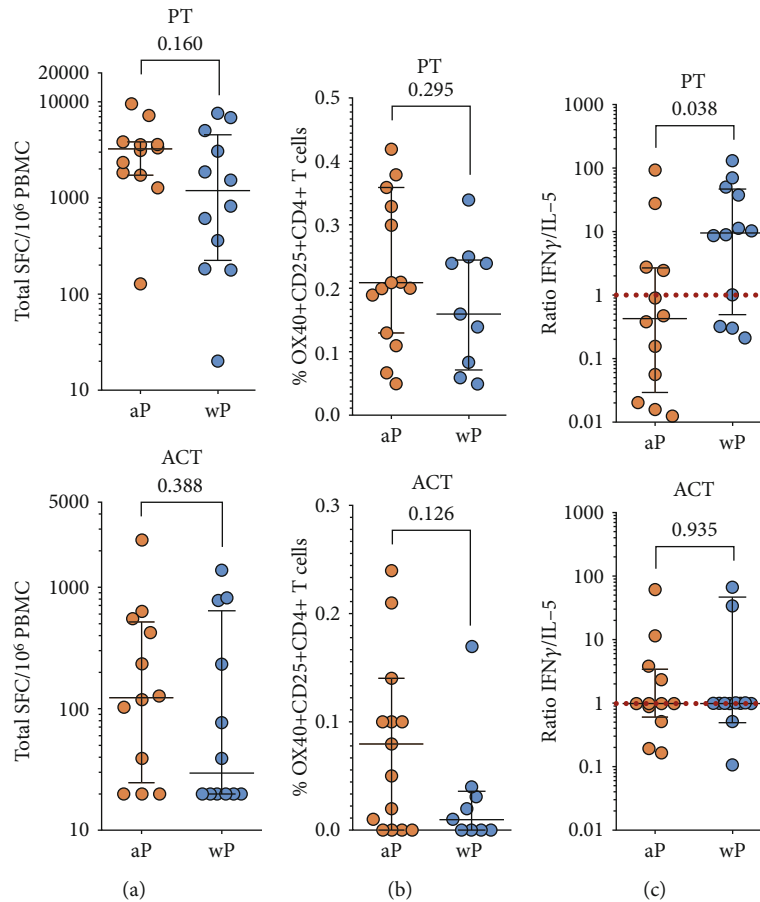 PT
0.160
Total SFC/10⁶ PBMC
20000
10000
1000
100
10
aP
wP
PT
0.295
% OX40+CD25+CD4+ T cells
0.5
0.4
0.3
0.2
0.1
0.0
aP
wP
PT
0.038
Ratio IFNγ/IL–5
1000
100
10
1
0.1
0.01
aP
wP
ACT
0.388
Total SFC/10⁶ PBMC
5000
1000
100
10
aP
wP
(a)
ACT
0.126
% OX40+CD25+CD4+ T cells
0.3
0.2
0.1
0.0
aP
wP
(b)
ACT
0.935
Ratio IFNγ/IL–5
1000
100
10
1
0.1
0.01
aP
wP
(c)